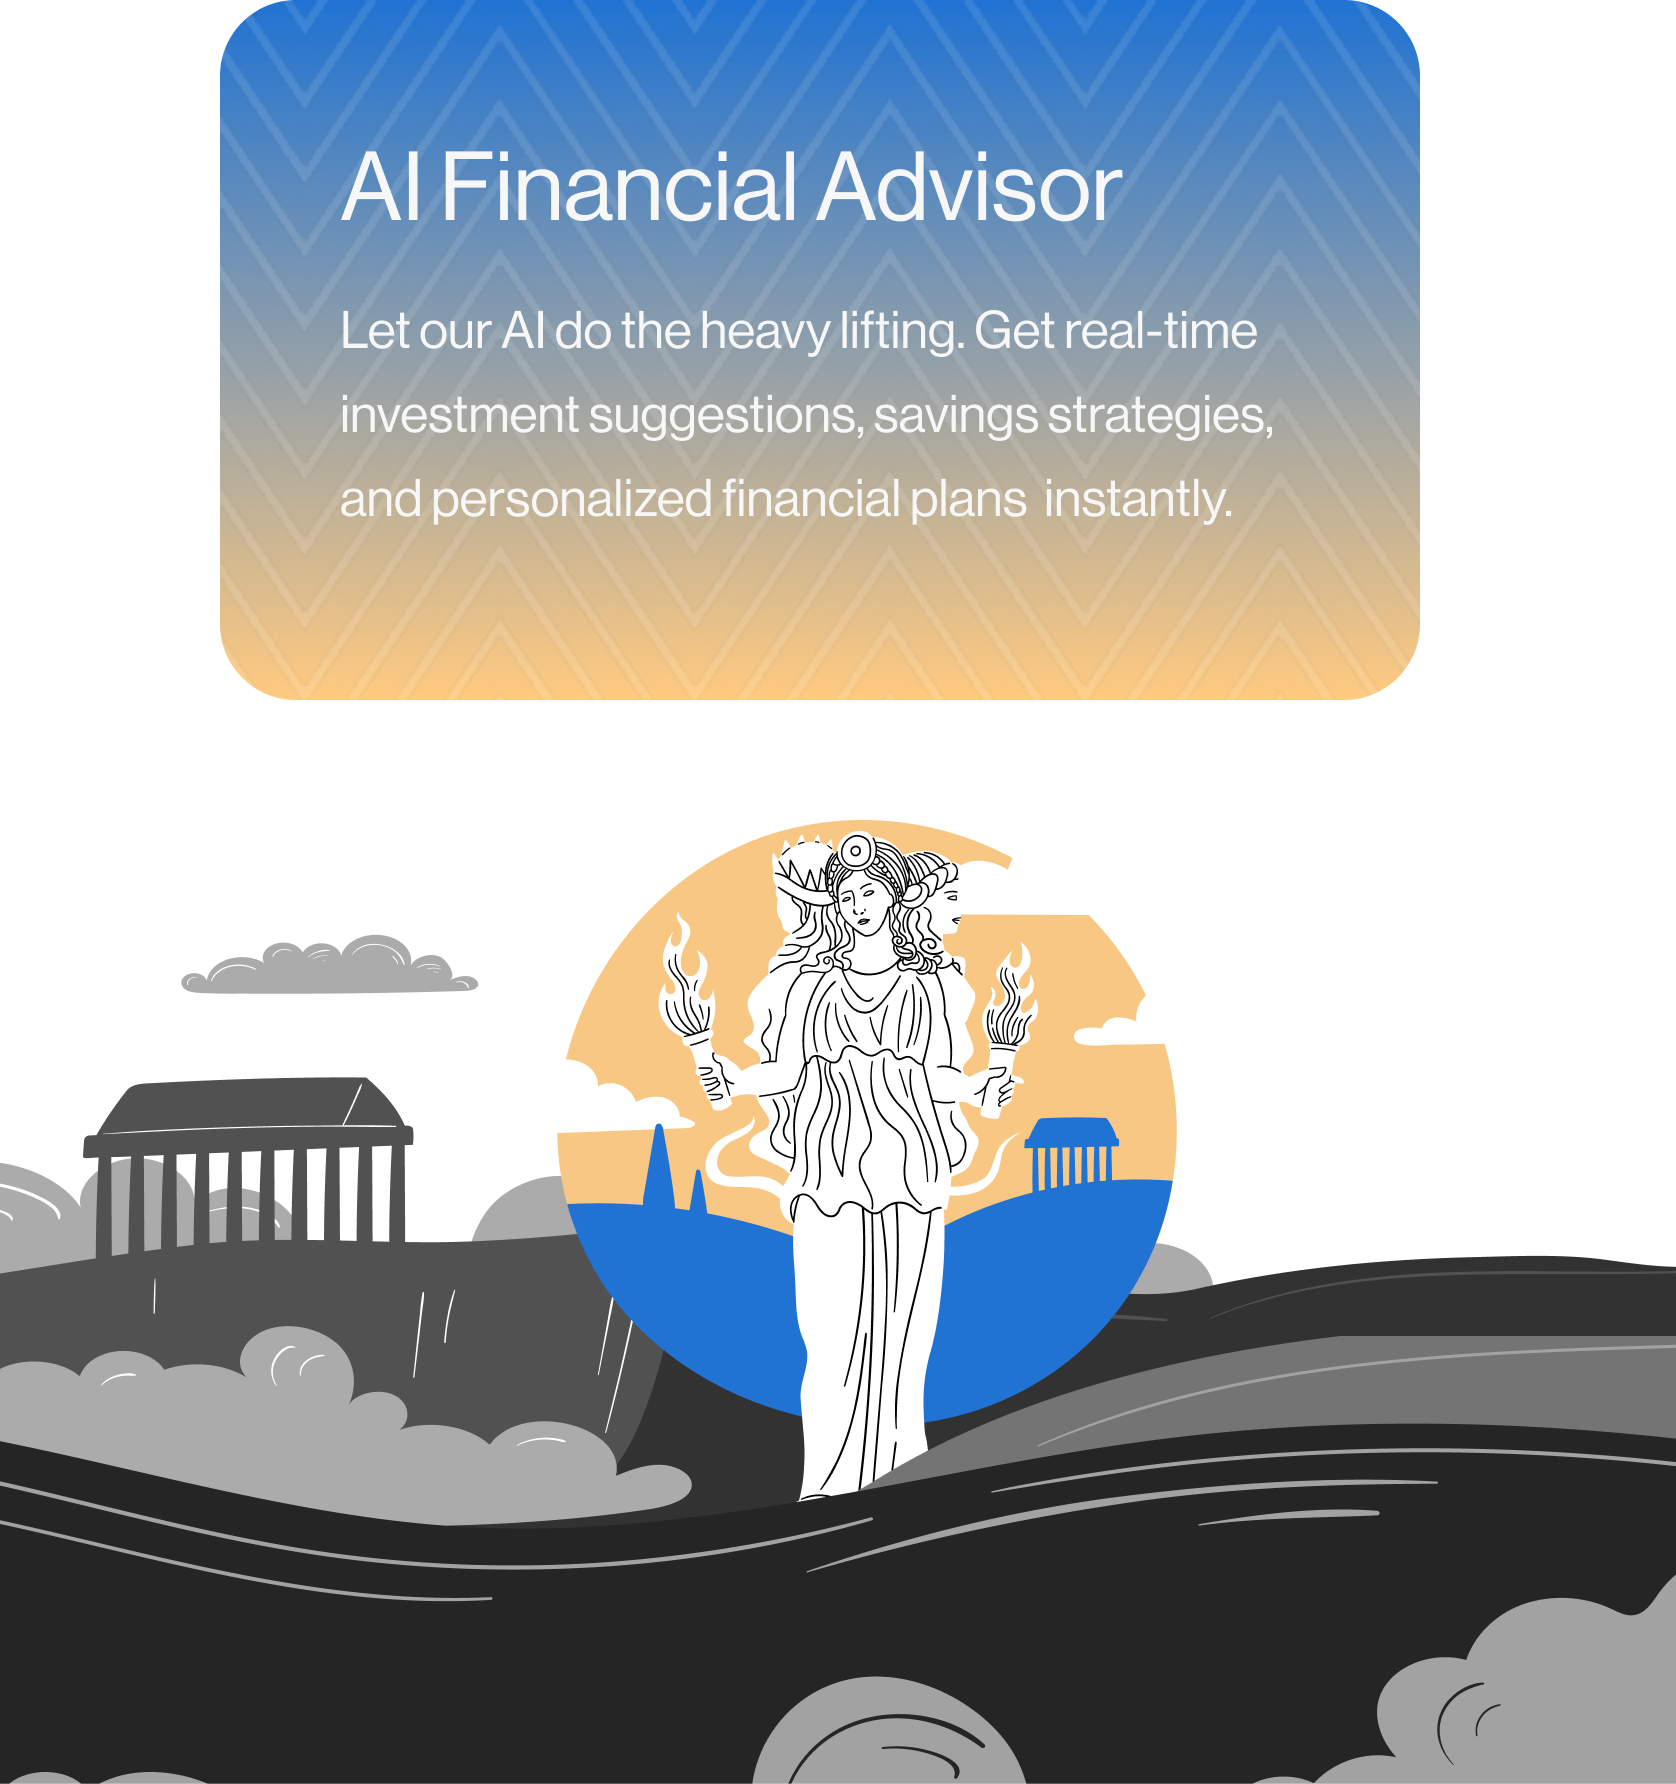 AI Financial Advisor
Let our AI do the heavy lifting. Get real-time
investment suggestions, savings strategies,
and personalized financial plans  instantly.